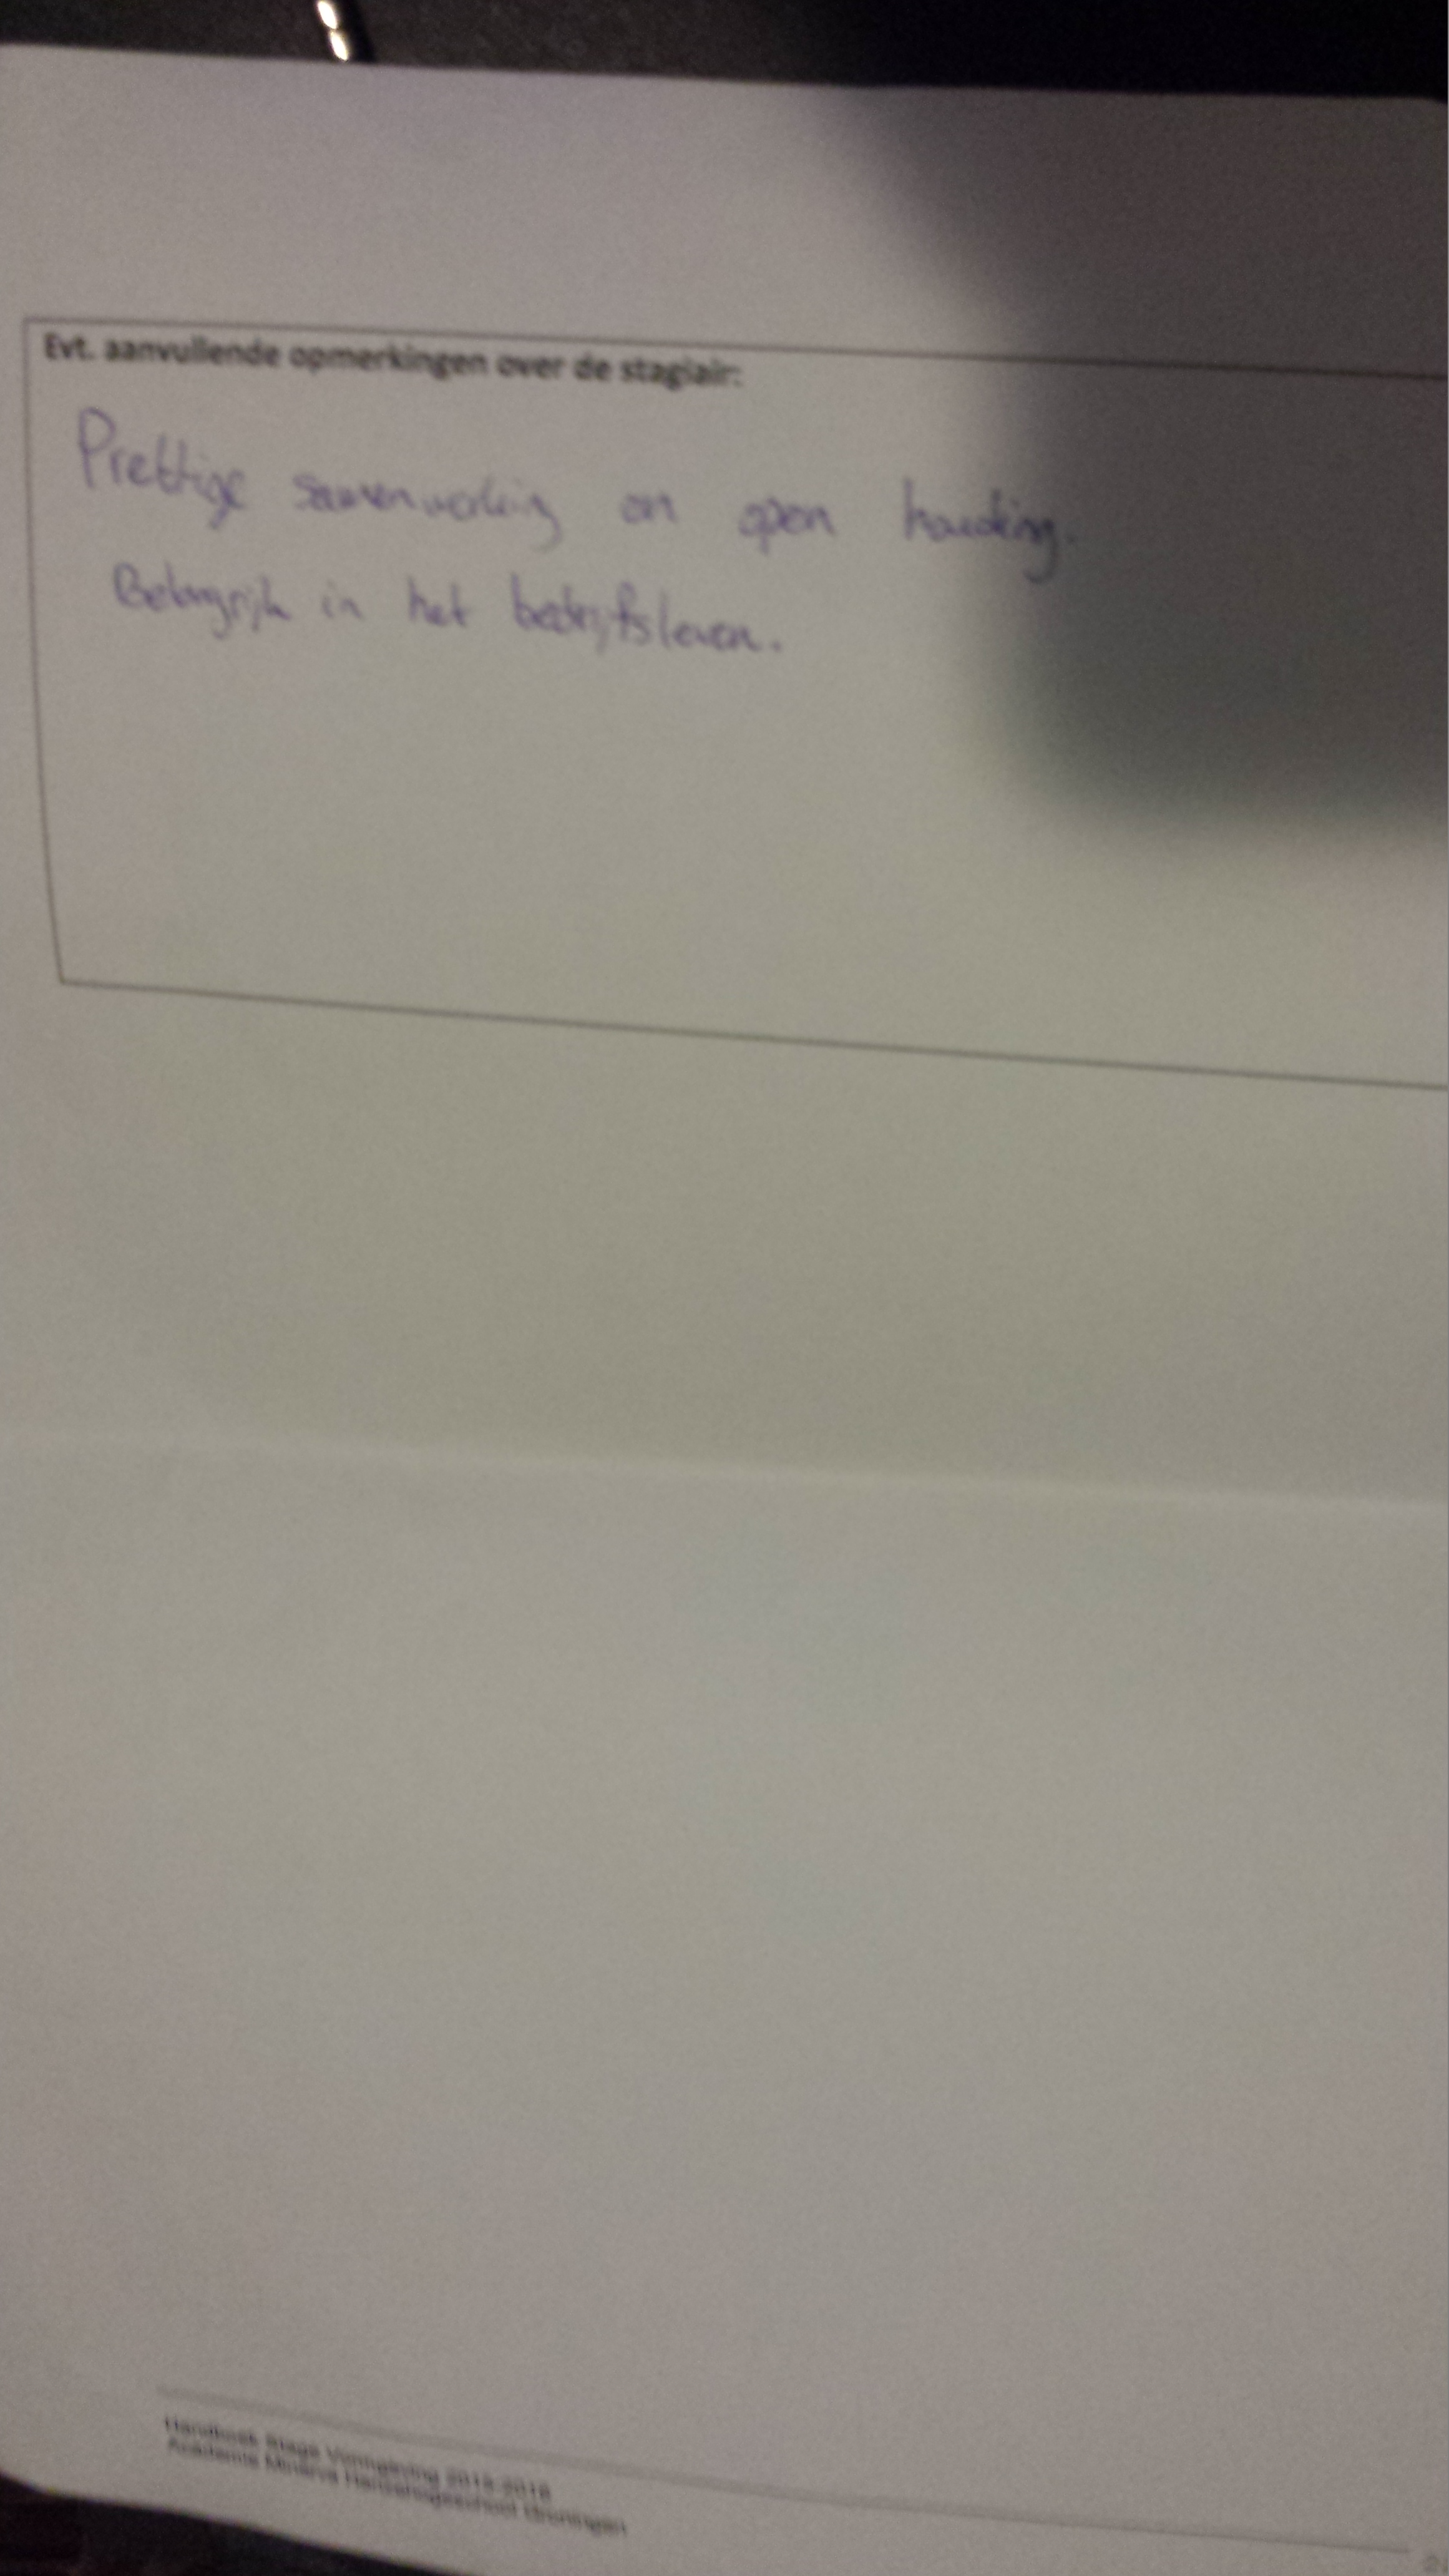 Evt. aanvullende opmerkingen over de stagiair:
Prettige samenwerking en open houding.
Belangrijk in het bedrijfsleven.
Handboek Stage Vormgeving 2015-2016
Academie Minerva Hanzehogeschool Groningen